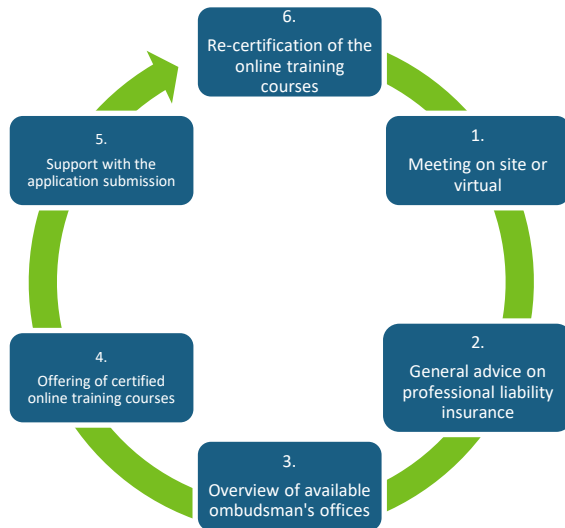 6.
Re-certification of the
online training
courses
1.
Meeting on site or
virtual
2.
General advice on
professional liability
insurance
3.
Overview of available
ombudsman's offices
4.
Offering of certified
online training courses
5.
Support with the
application submission